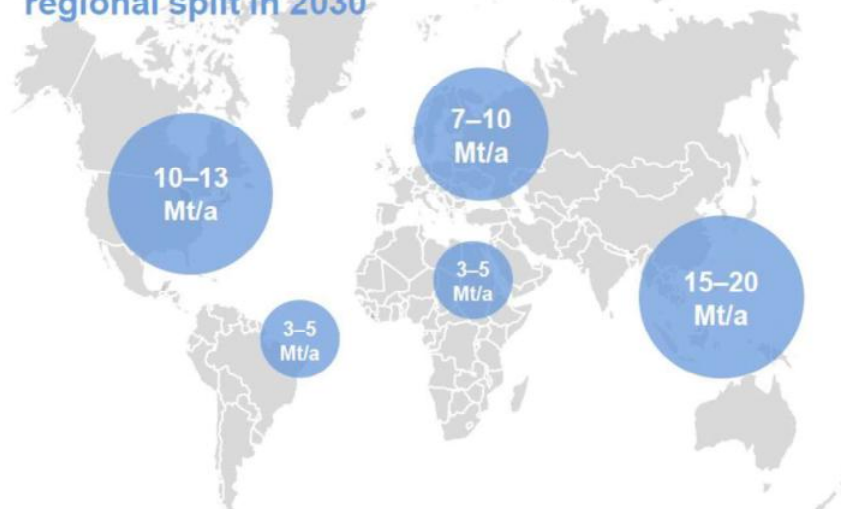 regional split in 2030
7–10
Mt/a
10–13
Mt/a
3–5
Mt/a
15–20
Mt/a
3–5
Mt/a